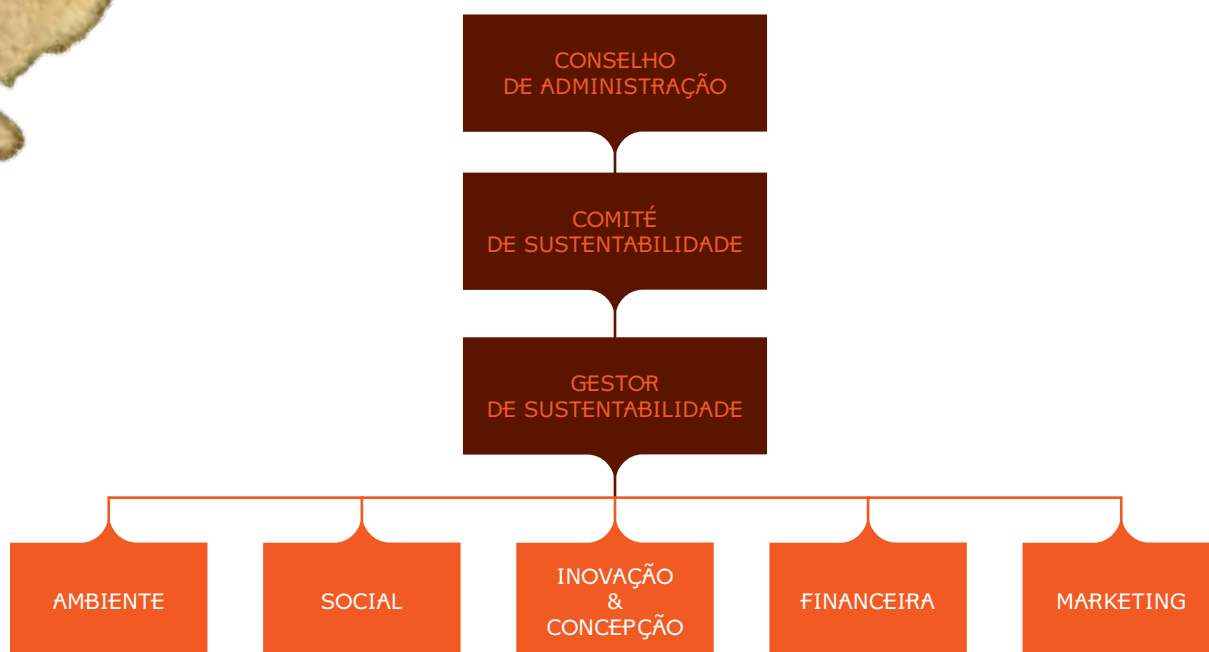 CONSELHO
DE ADMINISTRAÇÃO
COMITÉ
DE SUSTENTABILIDADE
GESTOR
DE SUSTENTABILIDADE
AMBIENTE
SOCIAL
INOVAÇÃO
&
CONCEPÇÃO
FINANCEIRA
MARKETING